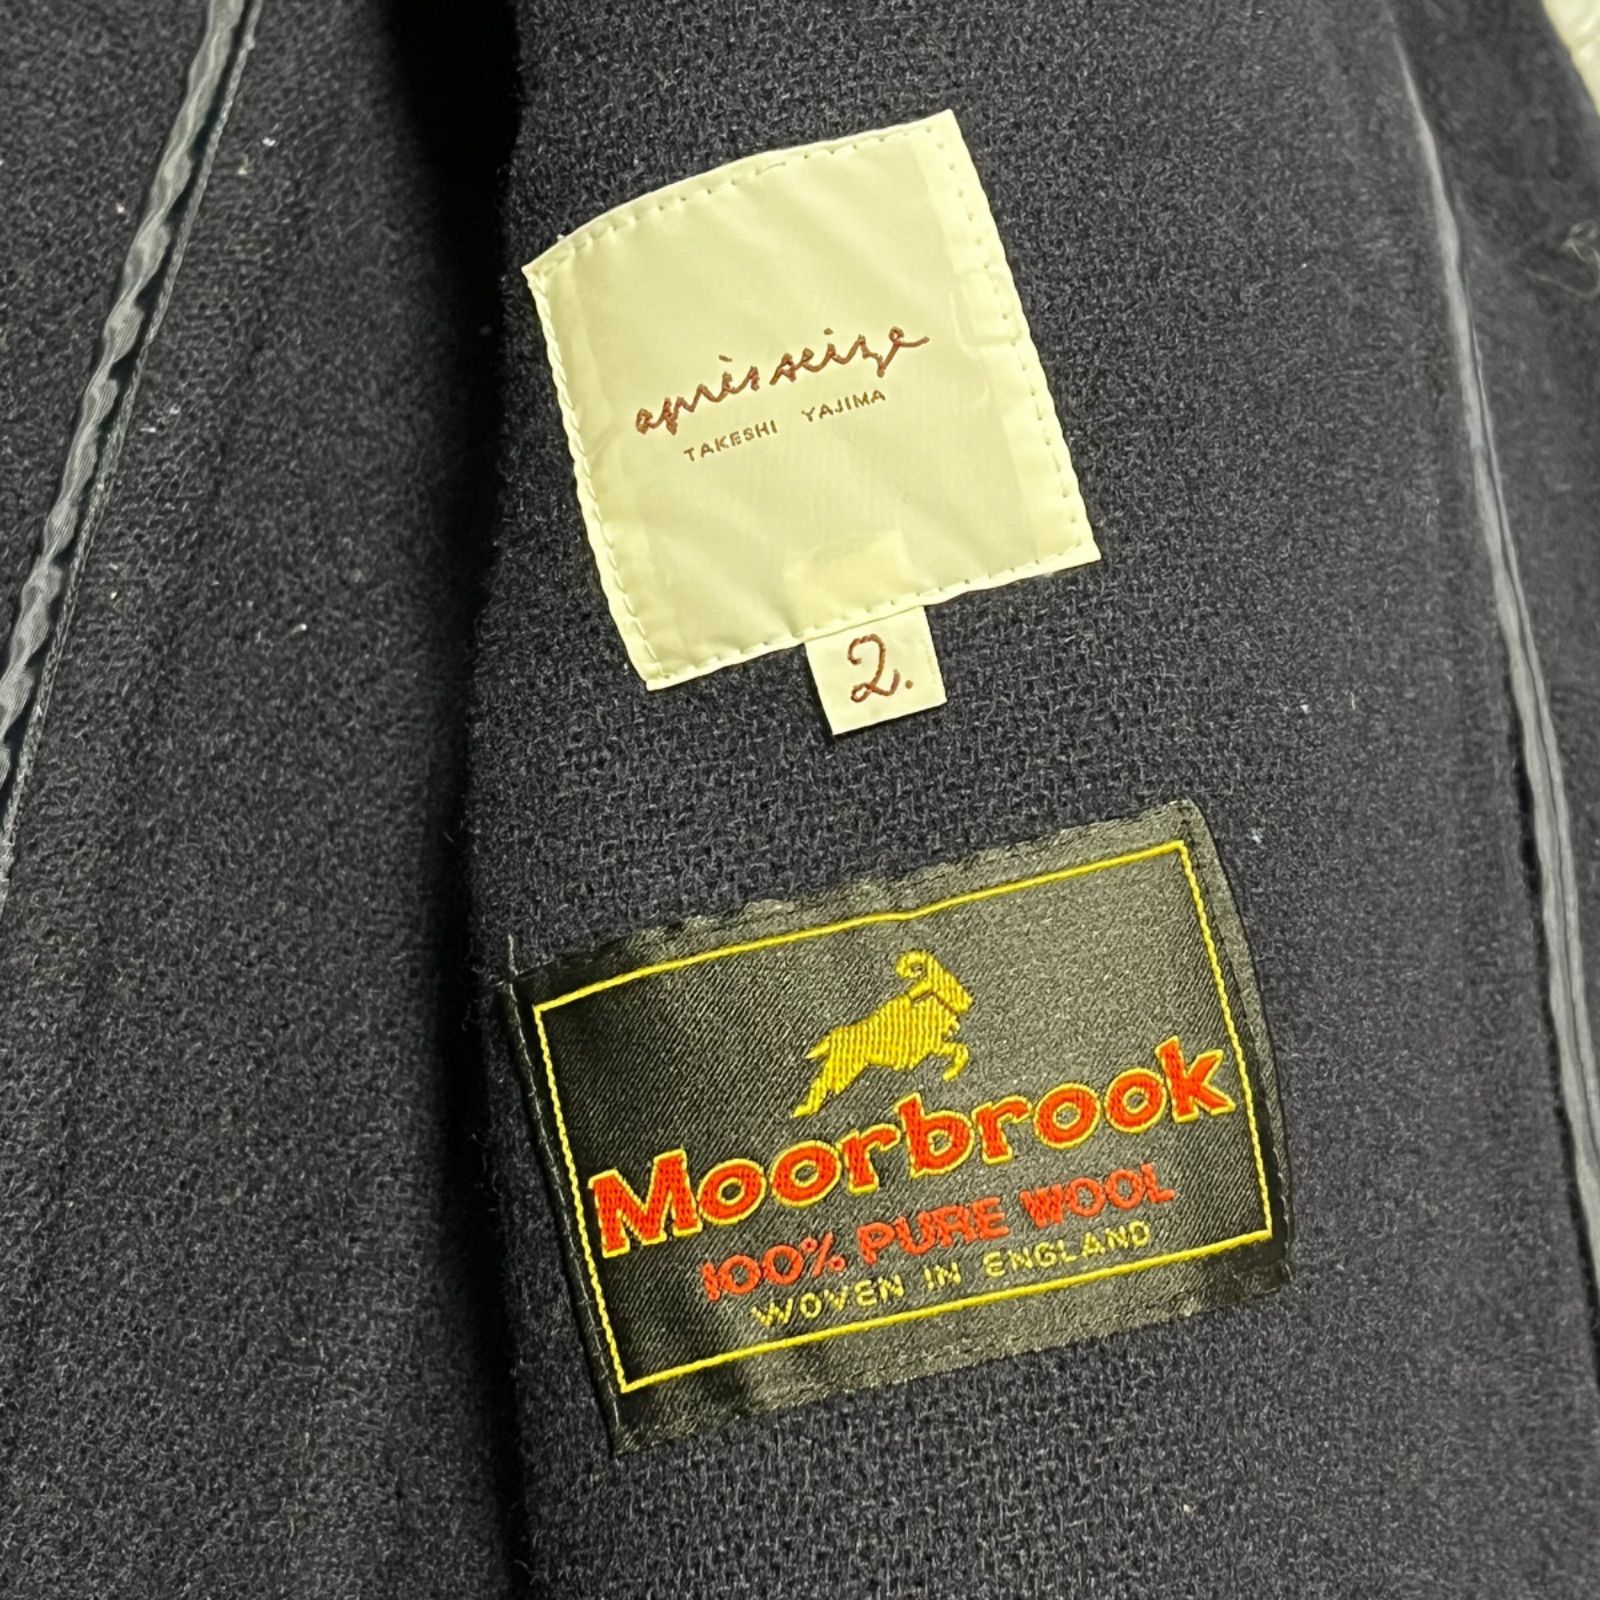 après seize
TAKESHI YAJIMA
2.
Moorbrook
100% PURE WOOL
WOVEN IN ENGLAND